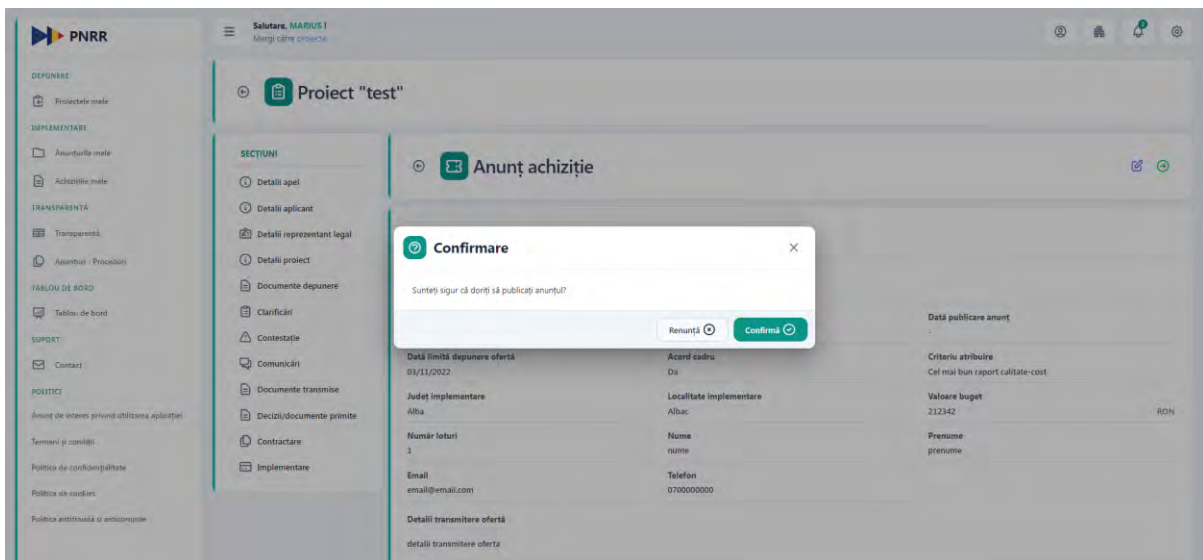 PNRR
Salutare, MARIUS !
Mergi către proiecte
DEPUNERE
Proiectele mele
IMPLEMENTARE
Anunțurile mele
Achizițiile mele
TRANSPARENȚĂ
Transparență
Anunțuri - Proceduri
TABLOU DE BORD
Tablou de bord
SUPORT
Contact
POLITICI
Anunț de interes privind utilizarea aplicației
Termeni și condiții
Politica de confidențialitate
Politica de cookies
Politica antifraudă și anticorupție
Proiect "test"
SECȚIUNI
Detalii apel
Detalii aplicant
Detalii reprezentant legal
Detalii proiect
Documente depunere
Clarificări
Contestație
Comunicări
Documente transmise
Decizii/documente primite
Contractare
Implementare
Anunț achiziție
Confirmare
Sunteți sigur că doriți să publicați anunțul?
Renunță
Confirmă
Dată publicare anunț
-
Dată limită depunere ofertă
03/11/2022
Acord cadru
Da
Criteriu atribuire
Cel mai bun raport calitate-cost
Județ implementare
Alba
Localitate implementare
Albac
Valoare buget
212342 RON
Număr loturi
1
Nume
nume
Prenume
prenume
Email
email@email.com
Telefon
0700000000
Detalii transmitere ofertă
detalii transmitere oferta